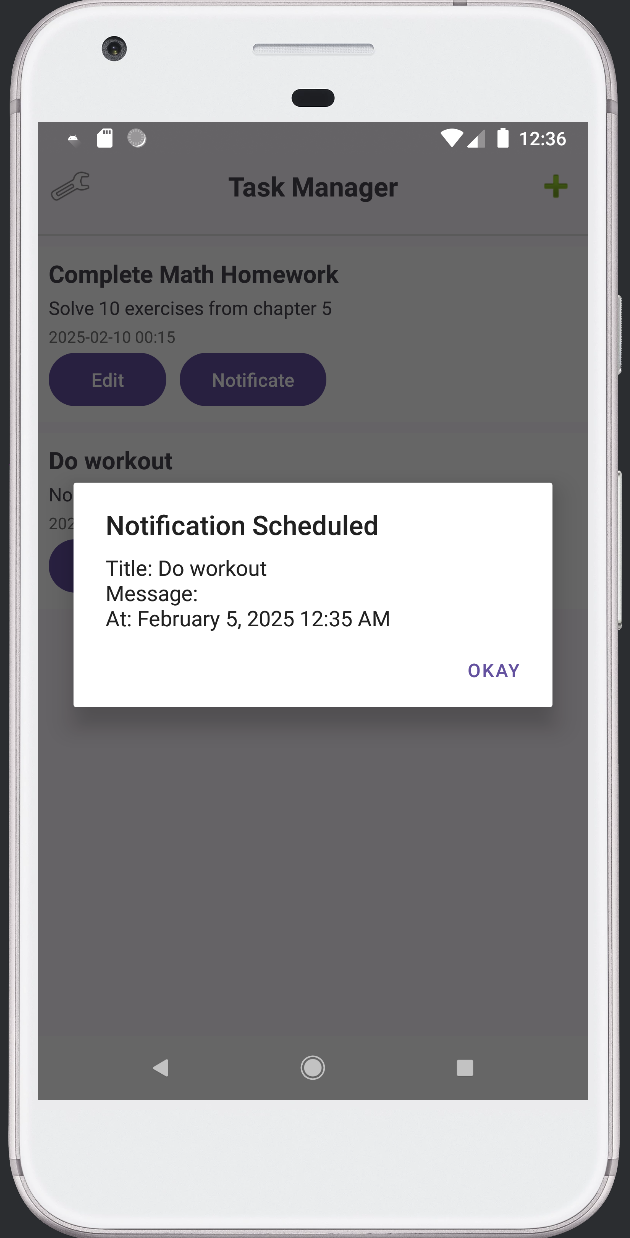 12:36
Task Manager
Complete Math Homework
Solve 10 exercises from chapter 5
2025-02-10 00:15
Edit Notificate
Do workout
No
202
Notification Scheduled
Title: Do workout
Message:
At: February 5, 2025 12:35 AM
OKAY